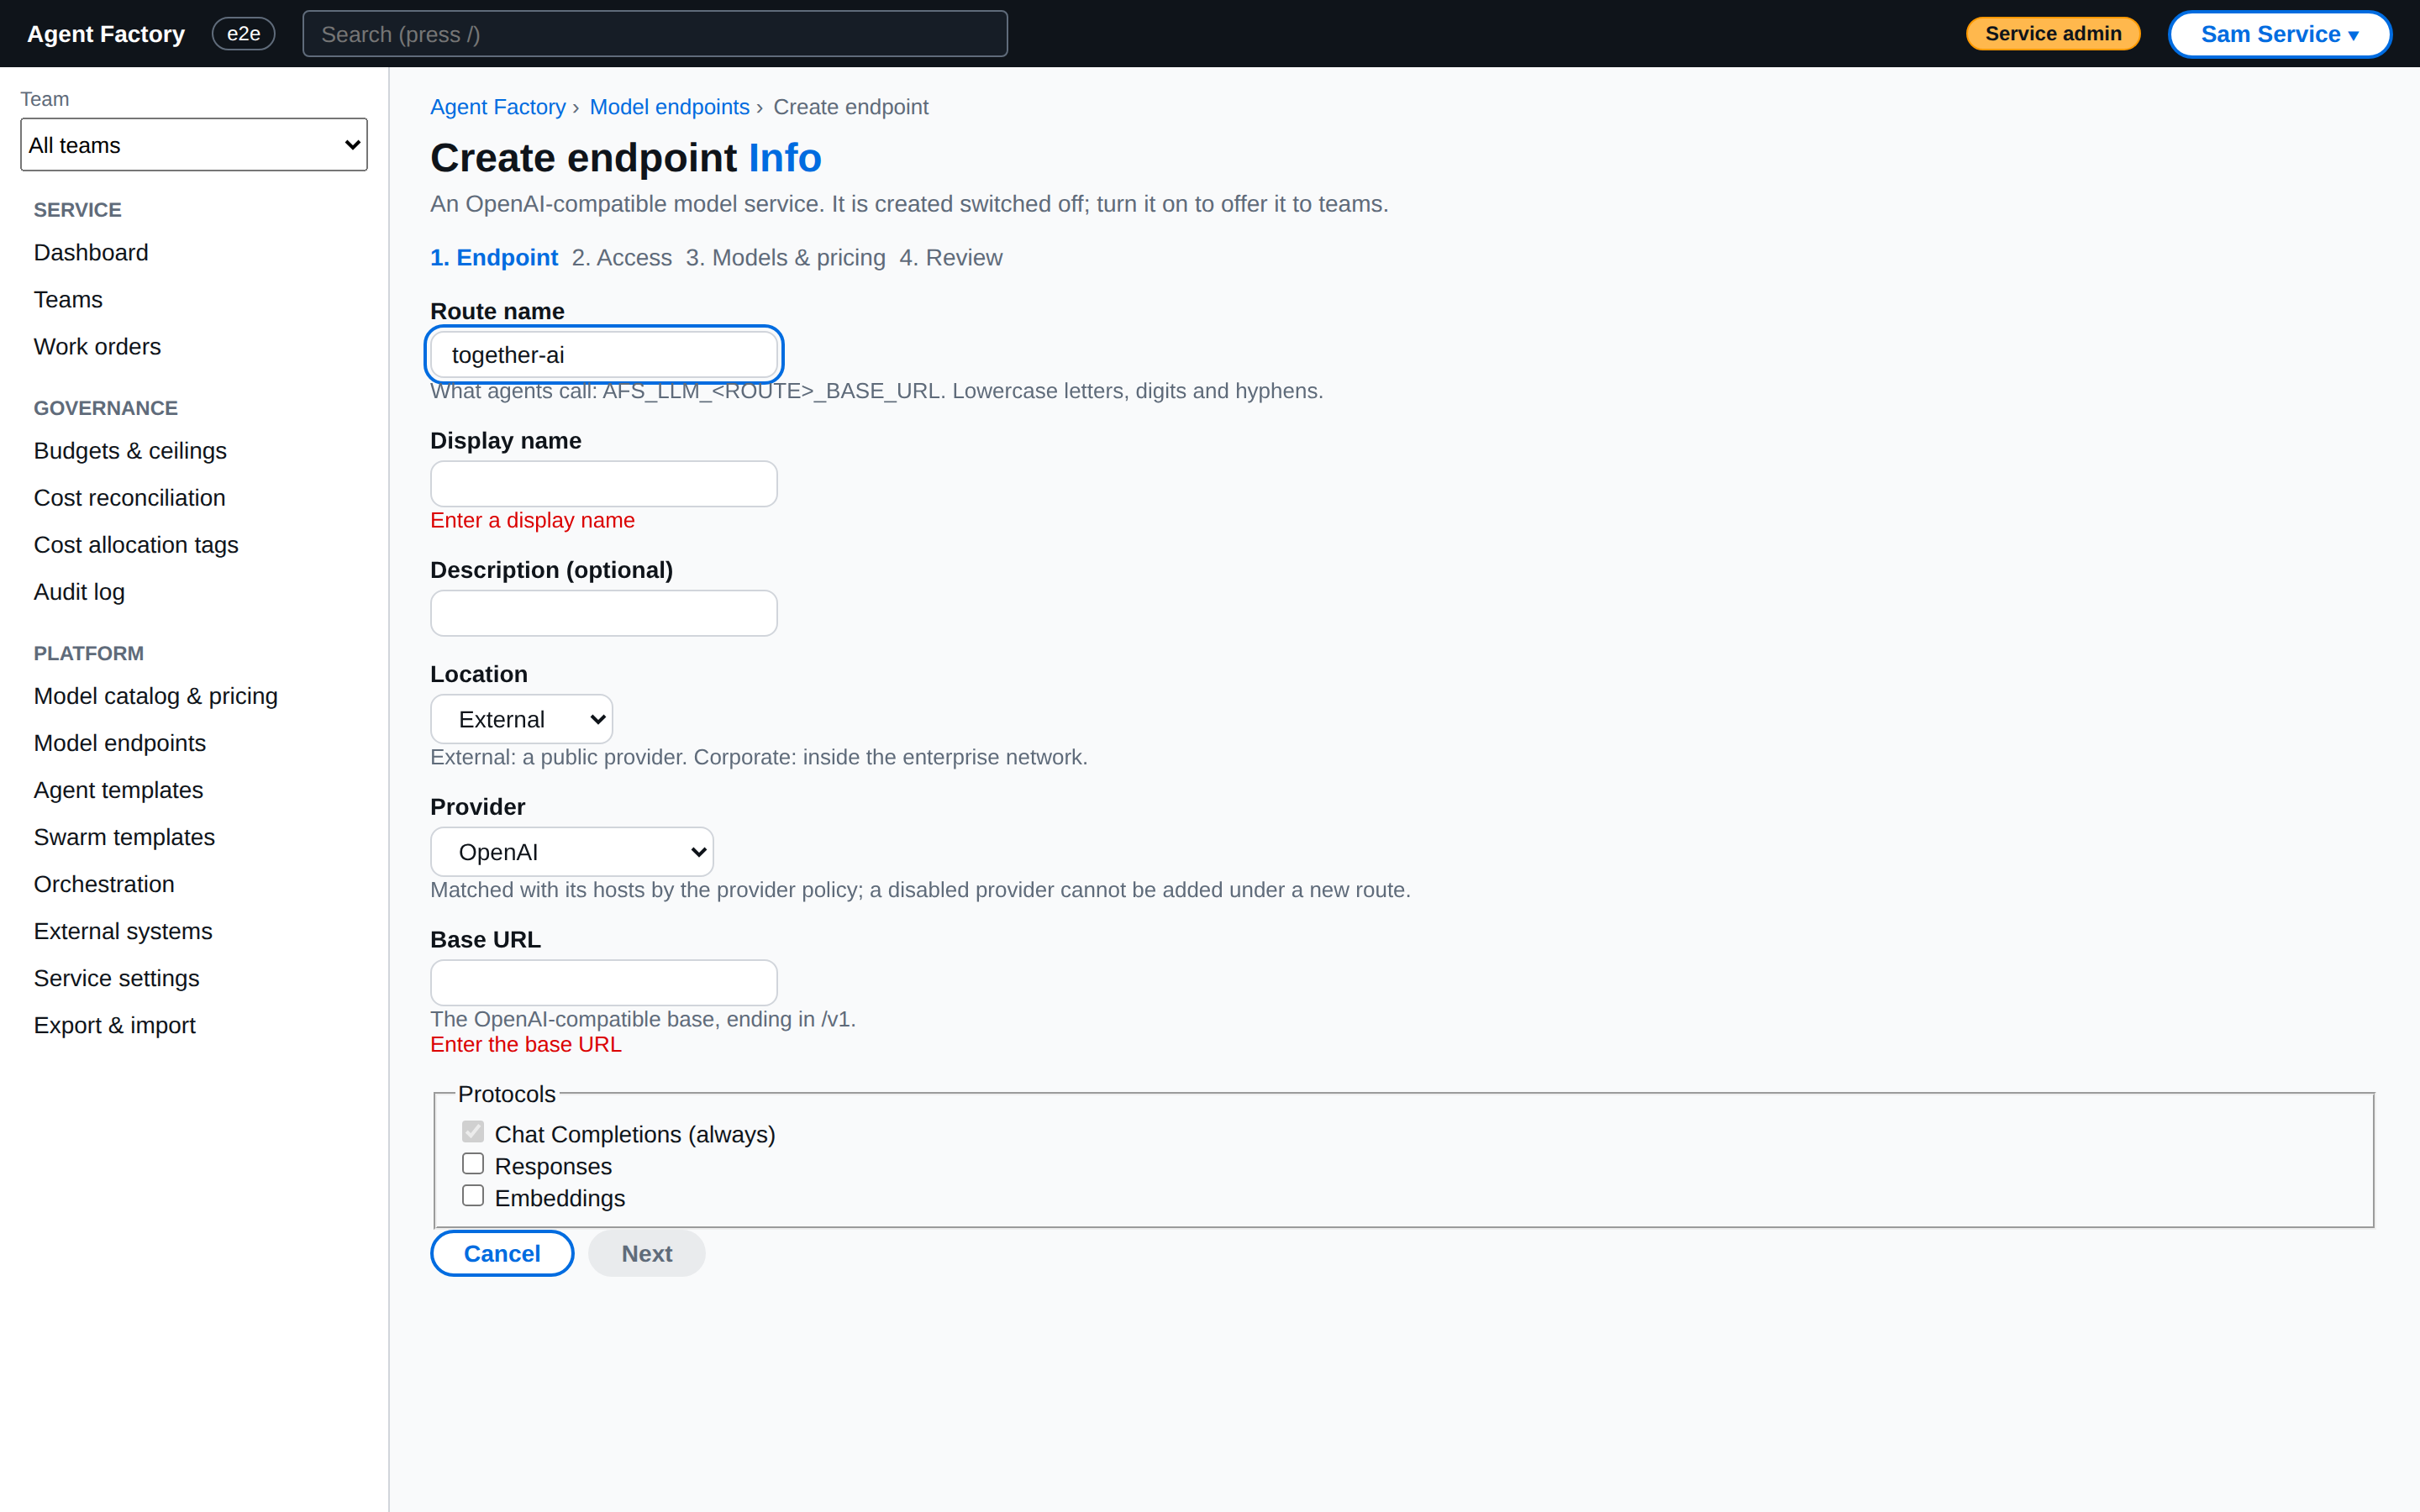 Agent Factory
e2e
Search (press /)
Service admin
Sam Service ▾
Team
All teams
SERVICE
Dashboard
Teams
Work orders
GOVERNANCE
Budgets & ceilings
Cost reconciliation
Cost allocation tags
Audit log
PLATFORM
Model catalog & pricing
Model endpoints
Agent templates
Swarm templates
Orchestration
External systems
Service settings
Export & import
Agent Factory › Model endpoints › Create endpoint
Create endpoint Info
An OpenAI-compatible model service. It is created switched off; turn it on to offer it to teams.
1. Endpoint 2. Access 3. Models & pricing 4. Review
Route name
together-ai
What agents call: AFS_LLM_<ROUTE>_BASE_URL. Lowercase letters, digits and hyphens.
Display name
Enter a display name
Description (optional)
Location
External
External: a public provider. Corporate: inside the enterprise network.
Provider
OpenAI
Matched with its hosts by the provider policy; a disabled provider cannot be added under a new route.
Base URL
The OpenAI-compatible base, ending in /v1.
Enter the base URL
Protocols
Chat Completions (always)
Responses
Embeddings
Cancel
Next